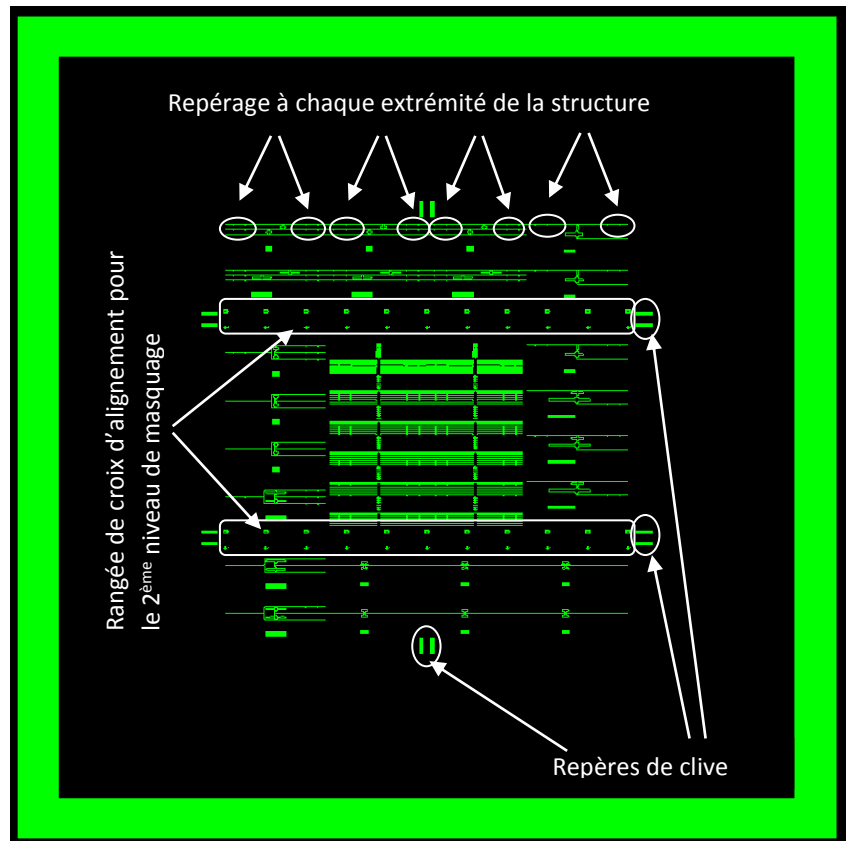 Repérage à chaque extrémité de la structure
Rangée de croix d'alignement pour
le 2ème niveau de masquage
Repères de clive